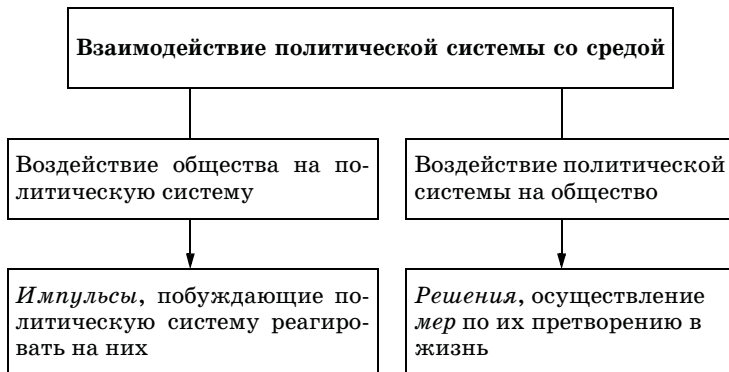 Взаимодействие политической системы со средой
Воздействие общества на по-
литическую систему
Воздействие политической
системы на общество
Импульсы, побуждающие по-
литическую систему реагиро-
вать на них
Решения, осуществление
мер по их претворению в
жизнь